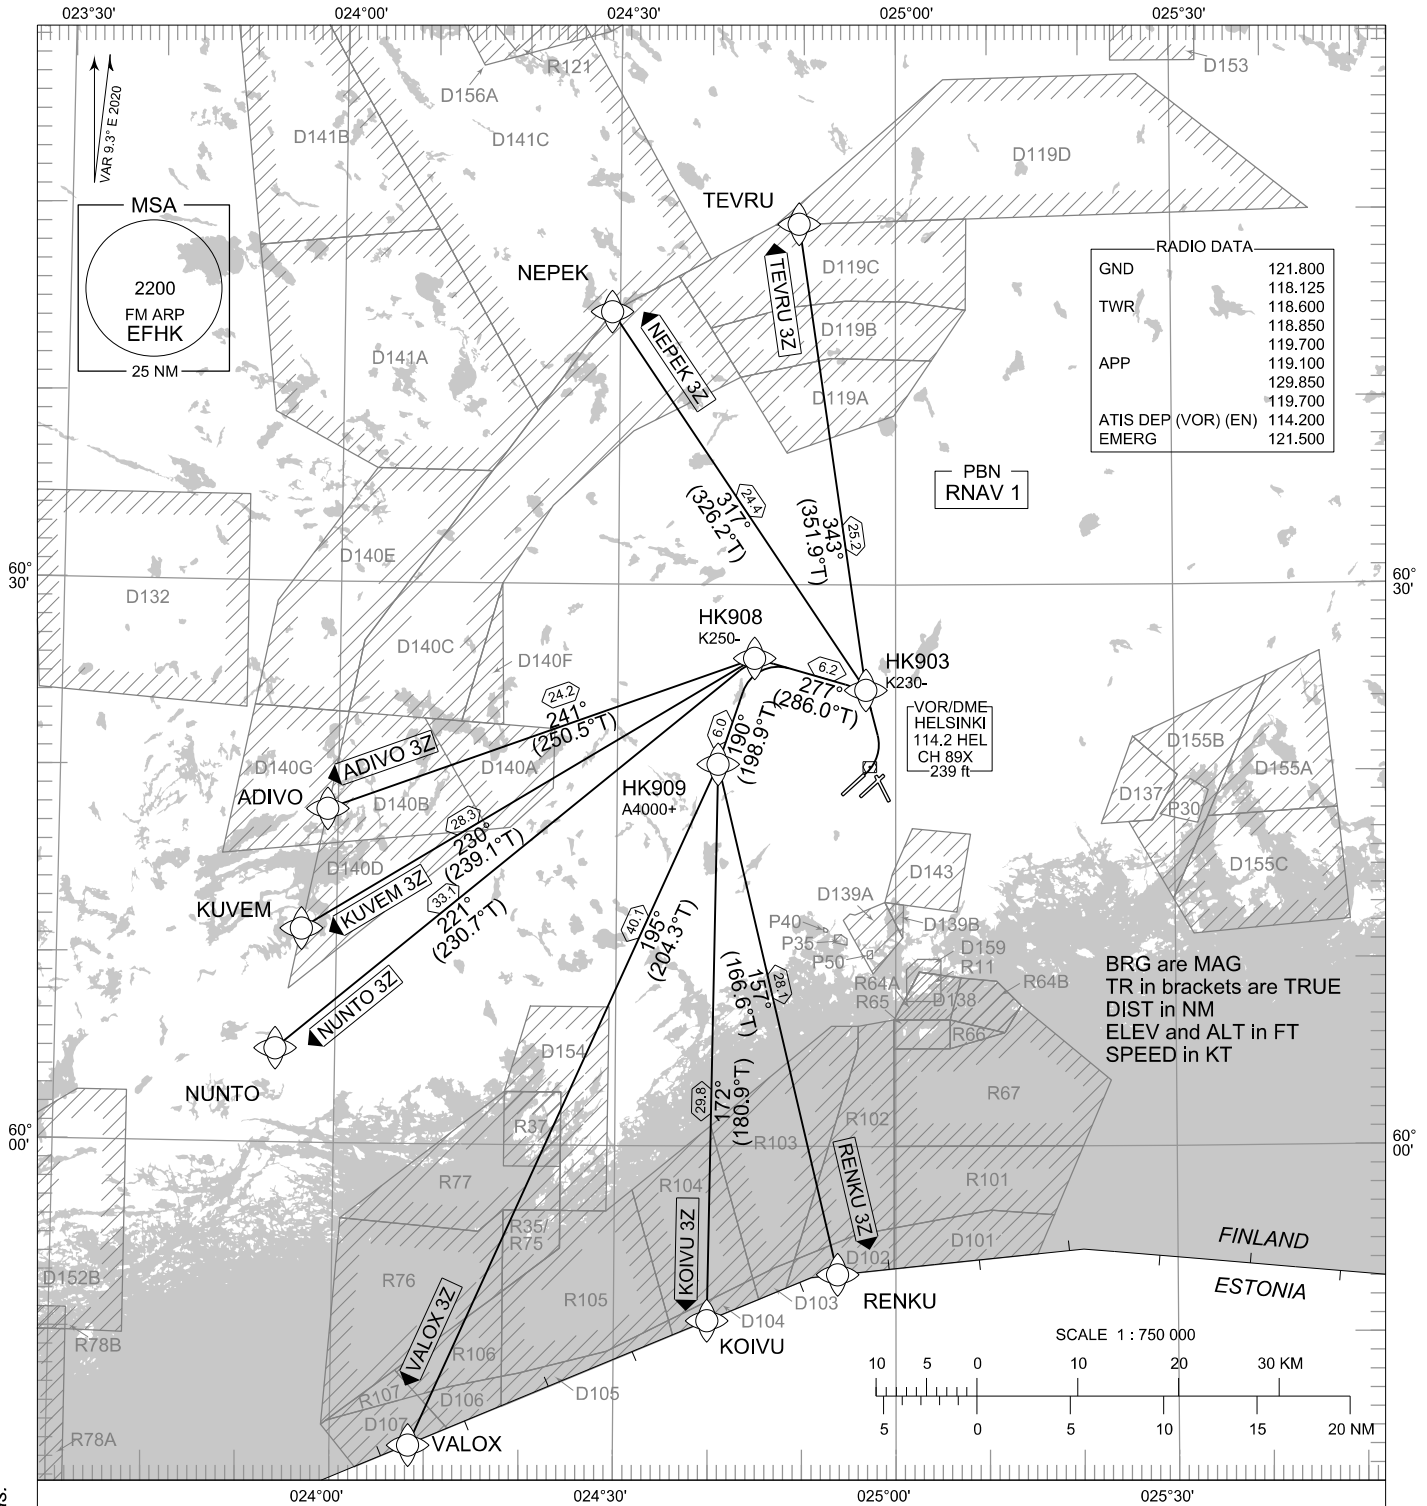 023°30'
024°00'
024°30'
025°00'
025°30'
VAR 9.3° E 2020
MSA
2200
FM ARP
EFHK
25 NM
R121
D156A
D141B
D141C
D153
D119D
TEVRU
TEVRU 3Z
NEPEK
NEPEK 3Z
D119C
D119B
D119A
D141A
RADIO DATA
GND 121.800
118.125
TWR 118.600
118.850
119.700
APP 119.100
129.850
119.700
ATIS DEP (VOR) (EN) 114.200
EMERG 121.500
PBN
RNAV 1
24.4
317°
(326.2°T)
25.2
343°
(351.9°T)
60°
30'
60°
30'
D132
D140E
D140C
D140F
HK908
K250-
HK903
K230-
6.2
277°
(286.0°T)
VOR/DME
HELSINKI
114.2 HEL
CH 89X
239 ft
24.2
241°
(250.5°T)
6.0
190°
(198.9°T)
ADIVO 3Z
ADIVO
D140G
D140A
D140B
D140D
HK909
A4000+
28.3
230°
(239.1°T)
KUVEM
KUVEM 3Z
33.1
221°
(230.7°T)
NUNTO 3Z
NUNTO
40.1
195°
(204.3°T)
28.1
157°
(166.6°T)
29.8
172°
(180.9°T)
D155B
D155A
D137
P30
D155C
D143
D139A
D139B
P40
P35
P50
D159
R11
R64A
R64B
R65
D138
R66
BRG are MAG
TR in brackets are TRUE
DIST in NM
ELEV and ALT in FT
SPEED in KT
D154
R37
R67
R102
R103
R101
60°
00'
60°
00'
R77
R104
R35/
R75
R76
R105
D152B
R78B
R78A
R106
R107
D107
D106
D105
D104
D103
D102
D101
RENKU 3Z
RENKU
KOIVU 3Z
KOIVU
VALOX 3Z
VALOX
FINLAND
ESTONIA
SCALE 1 : 750 000
10 5 0 10 20 30 KM
5 0 5 10 15 20 NM
024°00'
024°30'
025°00'
025°30'